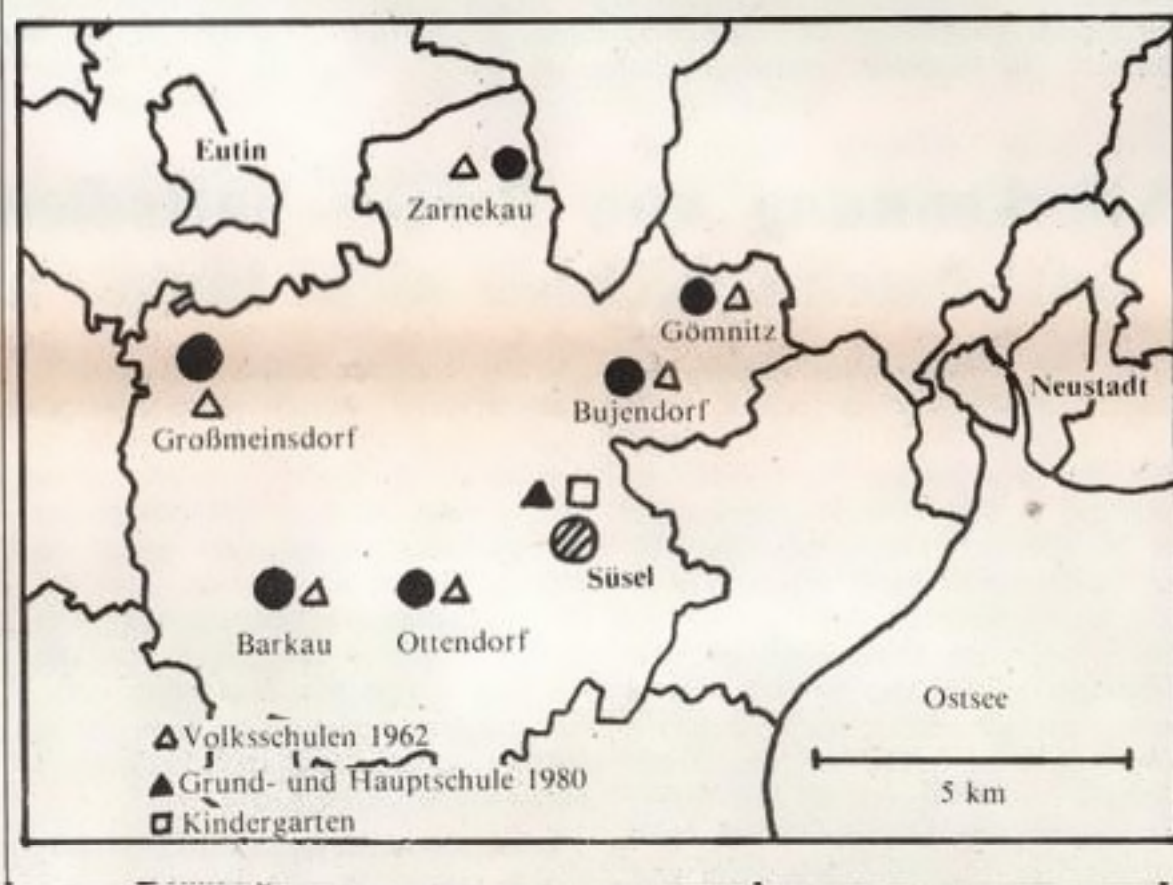 Eutin
Zarnekau
Gömnitz
Bujendorf
Neustadt
Großmeinsdorf
Süsel
Barkau
Ottendorf
Ostsee
Volksschulen 1962
Grund- und Hauptschule 1980
Kindergarten
5 km